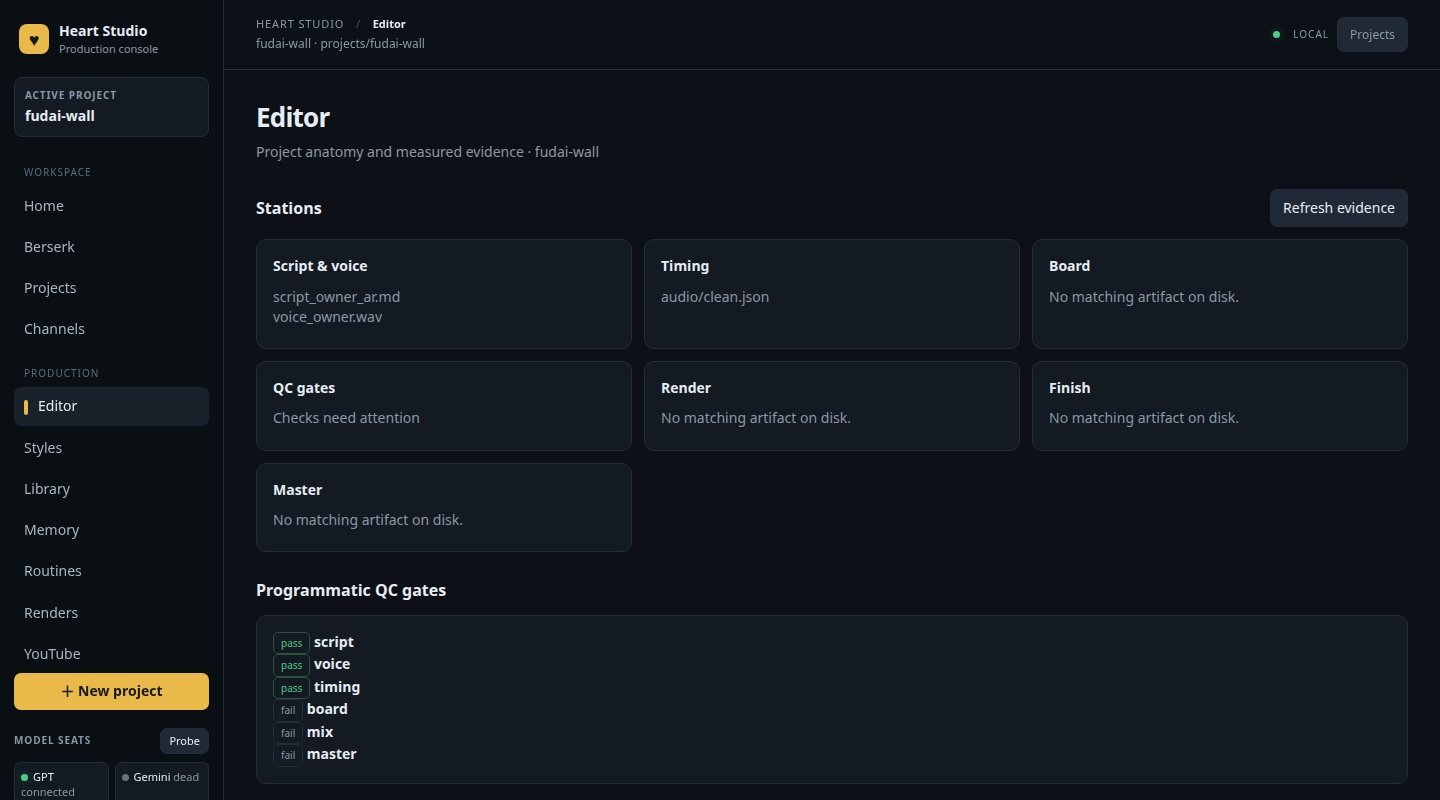 Heart Studio
Production console
ACTIVE PROJECT
fudai-wall
WORKSPACE
Home
Berserk
Projects
Channels
PRODUCTION
Editor
Styles
Library
Memory
Routines
Renders
YouTube
+ New project
MODEL SEATS
Probe
GPT
connected
Gemini dead
HEART STUDIO / Editor
fudai-wall · projects/fudai-wall
LOCAL
Projects
Editor
Project anatomy and measured evidence · fudai-wall
Stations
Refresh evidence
Script & voice
script_owner_ar.md
voice_owner.wav
Timing
audio/clean.json
Board
No matching artifact on disk.
QC gates
Checks need attention
Render
No matching artifact on disk.
Finish
No matching artifact on disk.
Master
No matching artifact on disk.
Programmatic QC gates
pass script
pass voice
pass timing
fail board
fail mix
fail master